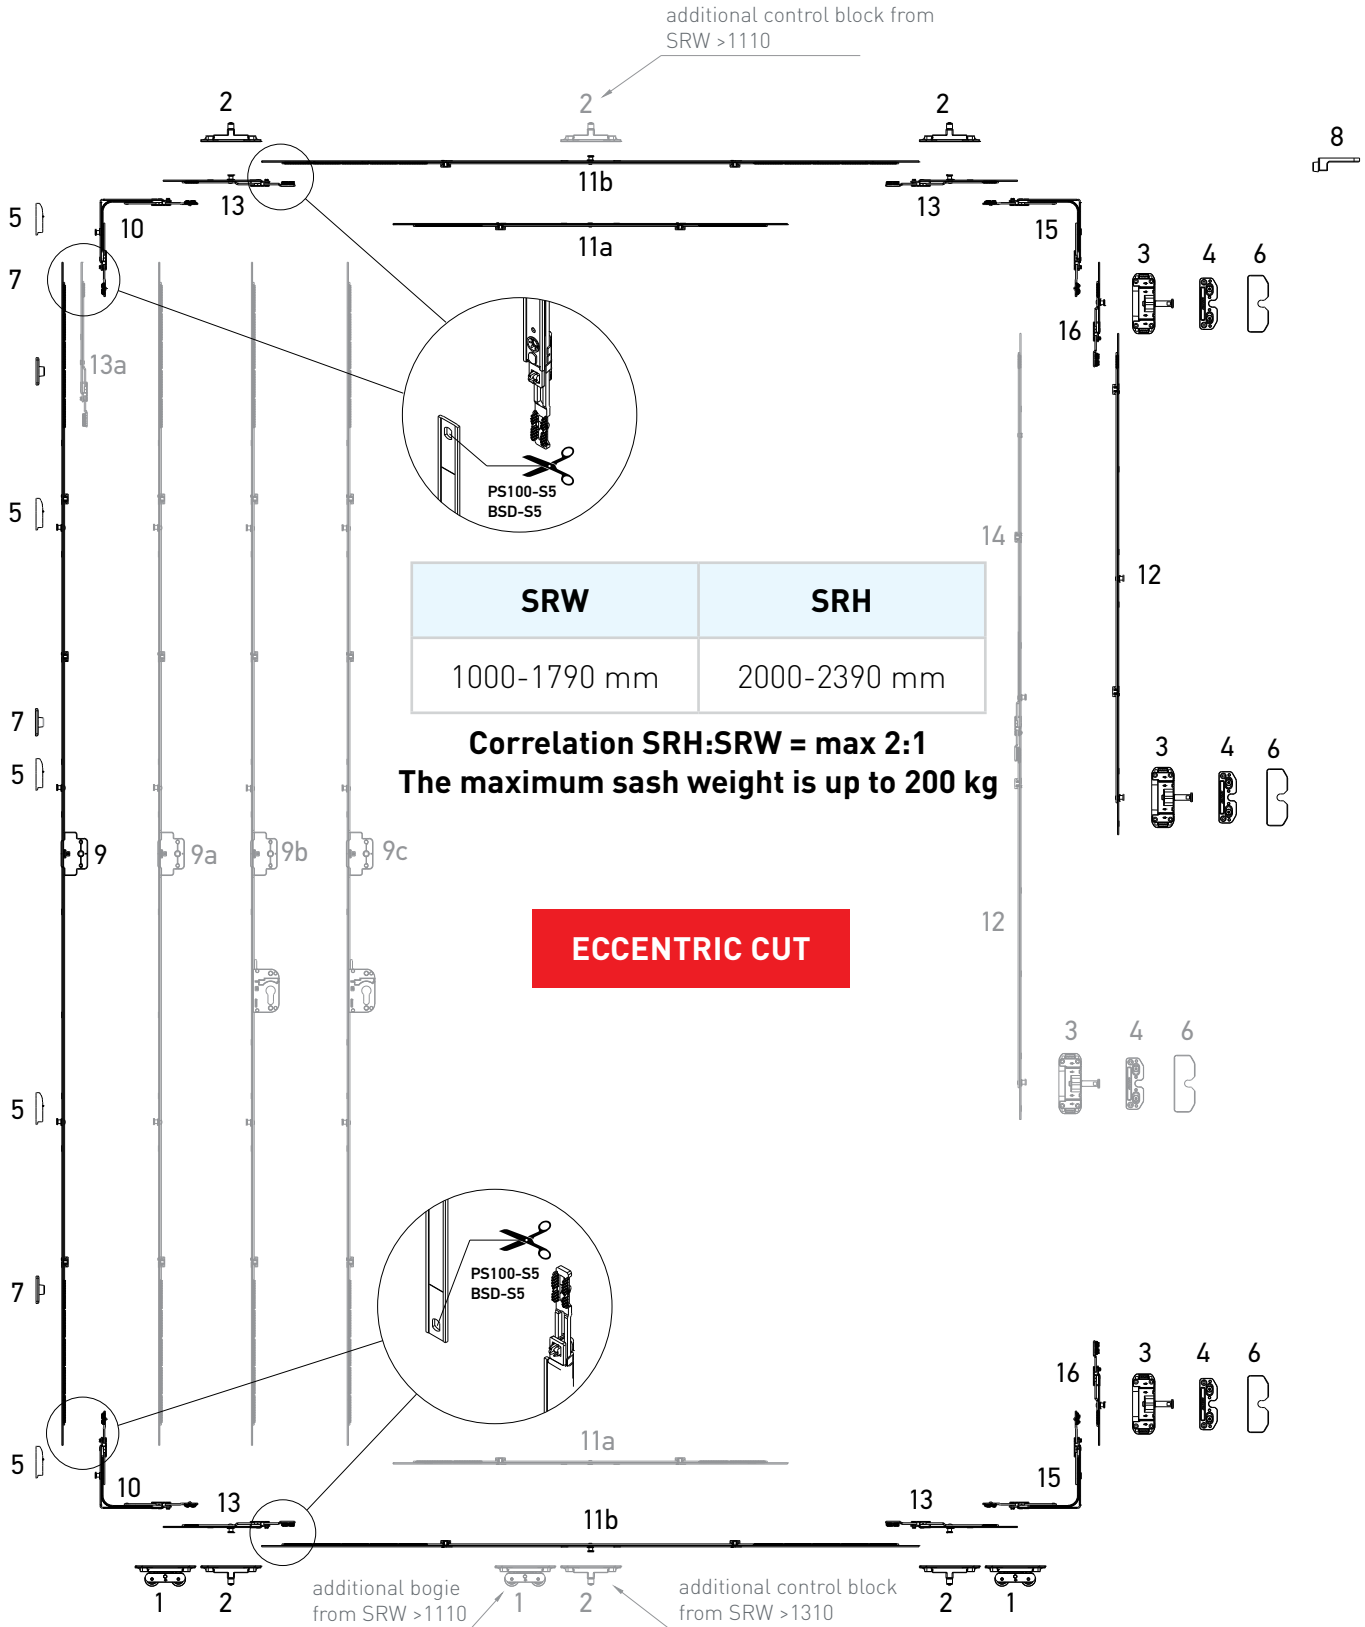 additional control block from
SRW >1110
2 2 2
8
11b
13 13
5 10 15
11a
3 4 6
7
16
13a
PS100-S5
BSD-S5
5
14
12
SRW SRH
1000-1790 mm 2000-2390 mm
7
Correlation SRH:SRW = max 2:1
3 4 6
5
The maximum sash weight is up to 200 kg
9 9a 9b 9c
12
ECCENTRIC CUT
3 4 6
5
PS100-S5
BSD-S5
7
3 4 6
16
11a
5
10 15
13 13
11b
additional bogie
from SRW >1110
additional control block
from SRW >1310
1 2 1 2 2 1